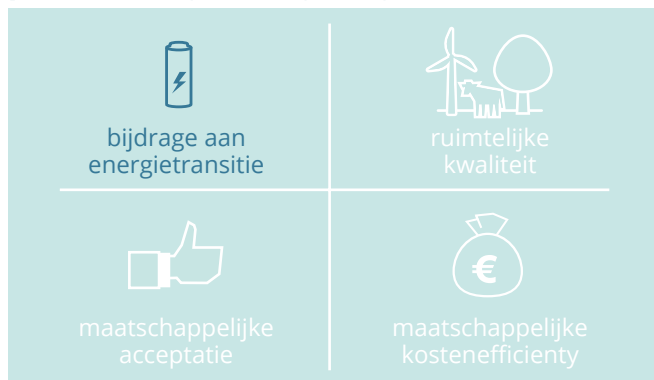 bijdrage aan
energietransitie
ruimtelijke
kwaliteit
€
maatschappelijke
acceptatie
maatschappelijke
kostenefficienty